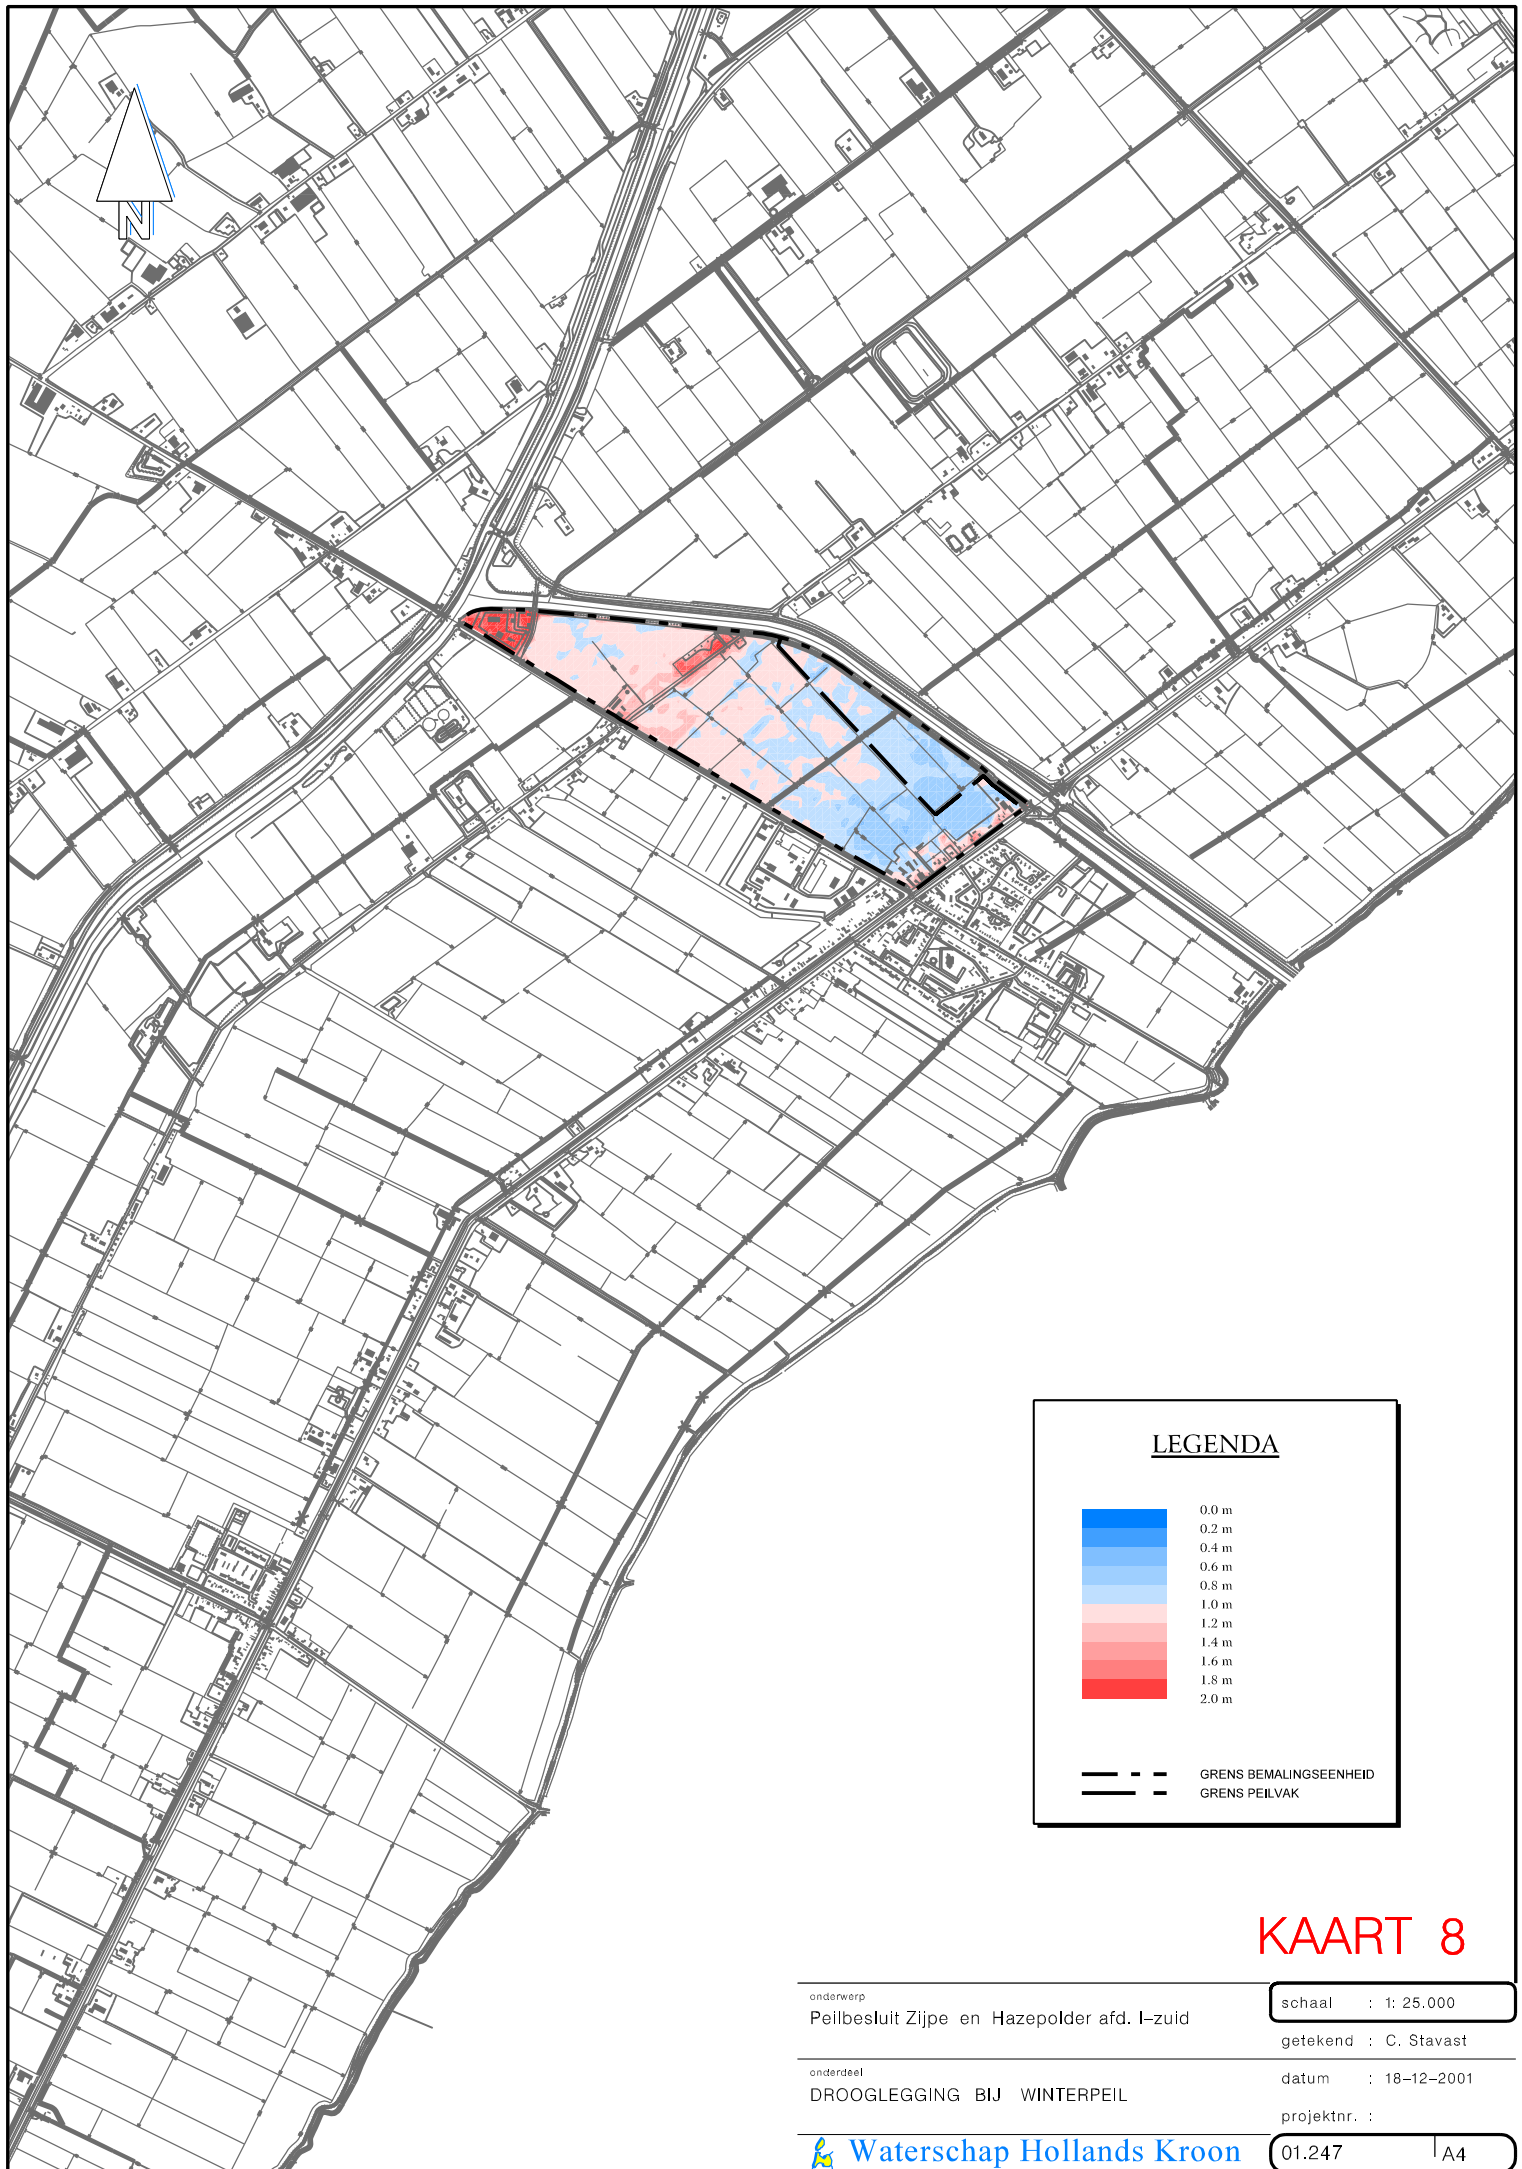 N
LEGENDA
0.0 m
0.2 m
0.4 m
0.6 m
0.8 m
1.0 m
1.2 m
1.4 m
1.6 m
1.8 m
2.0 m
GRENS BEMALINGSEENHEID
GRENS PEILVAK
KAART 8
onderwerp
Peilbesluit Zijpe en Hazepolder afd. I-zuid
schaal : 1: 25.000
getekend : C. Stavast
onderdeel
DROOGLEGGING BIJ WINTERPEIL
datum : 18-12-2001
projektnr. :
Waterschap Hollands Kroon
01.247 A4